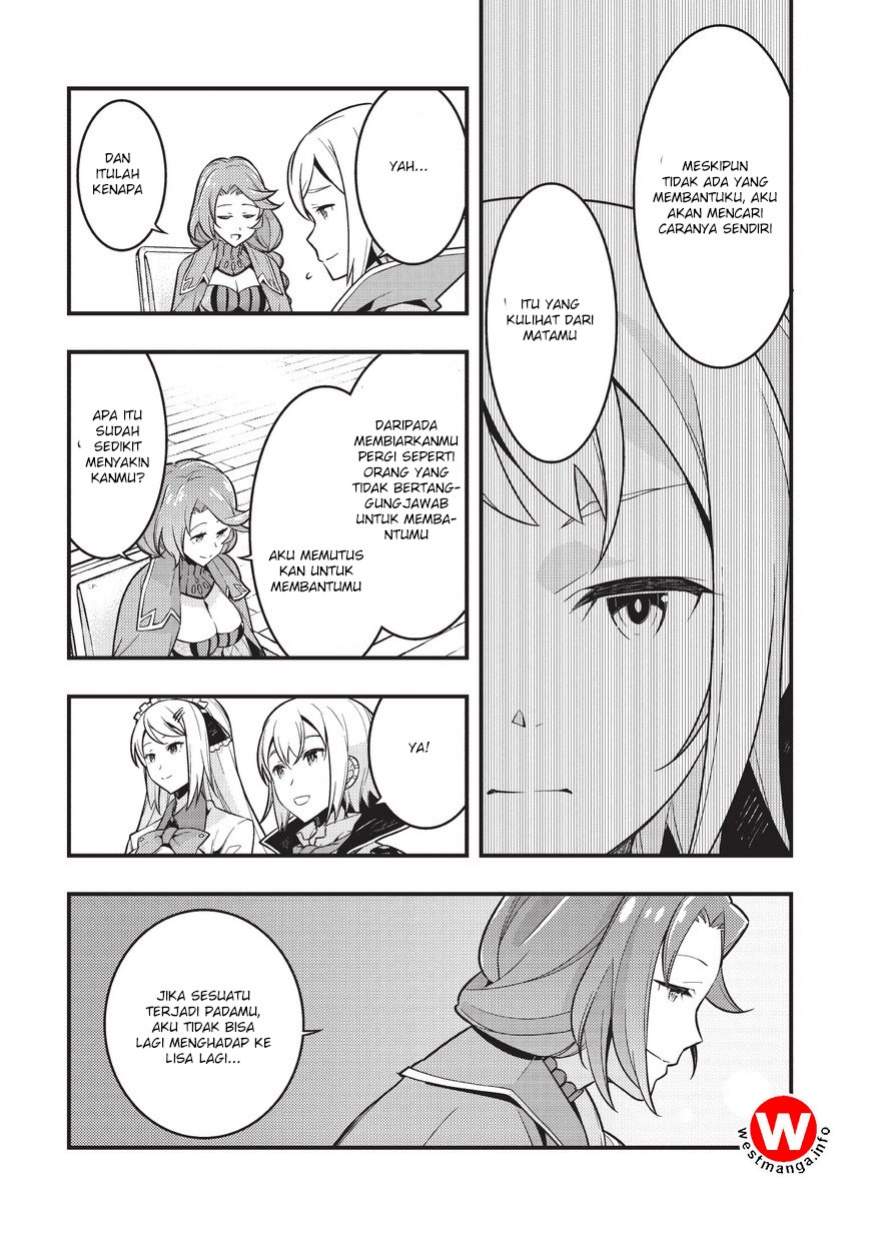 MESKIPUN
TIDAK ADA YANG
MEMBANTUKU, AKU
AKAN MENCARI
CARANYA SENDIRI
ITU YANG
KULIHAT DARI
MATAMU
YAH...
DAN
ITULAH
KENAPA
DARIPADA
MEMBIARKANMU
PERGI SEPERTI
ORANG YANG
TIDAK BERTANG-
GUNGJAWAB
UNTUK MEMBA-
NTUMU
AKU MEMUTUS
KAN UNTUK
MEMBANTUMU
APA ITU
SUDAH
SEDIKIT
MENYAKIN
KANMU?
YA!
JIKA SESUATU
TERJADI PADAMU,
AKU TIDAK BISA
LAGI MENGHADAP KE
LISA LAGI...
W
westmanga.info